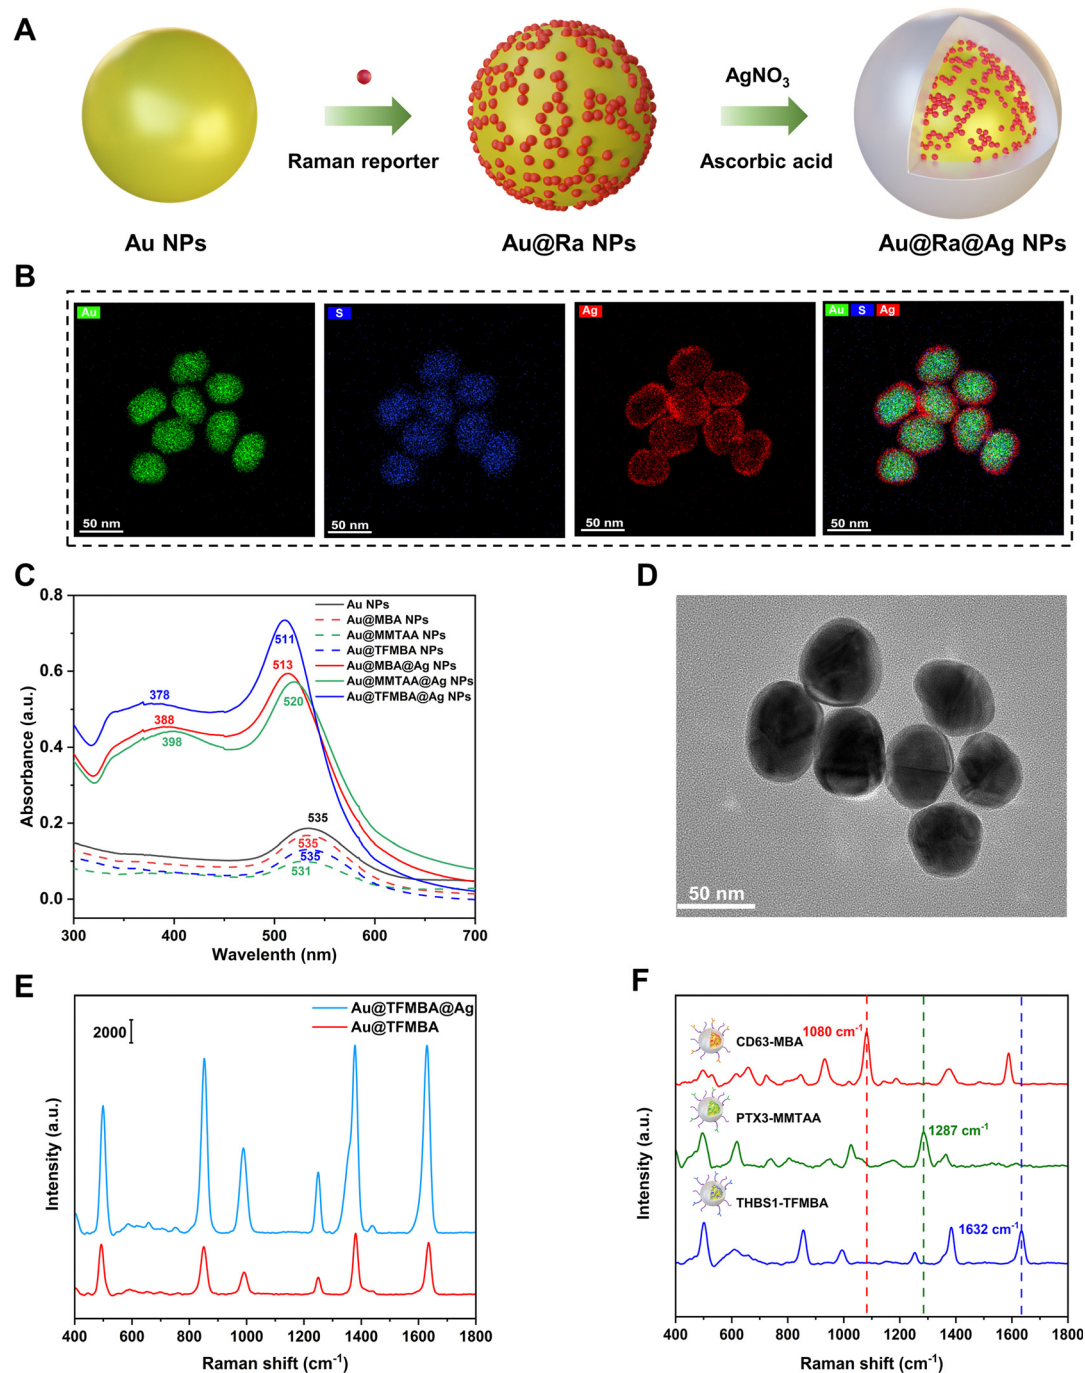 A
Raman reporter
AgNO3
Ascorbic acid
Au NPs
Au@Ra NPs
Au@Ra@Ag NPs
B
Au
50 nm
S
50 nm
Ag
50 nm
Au S Ag
50 nm
C
Absorbance (a.u.)
0.8
0.6
0.4
0.2
0.0
Au NPs
Au@MBA NPs
Au@MMTAA NPs
Au@TFMBA NPs
Au@MBA@Ag NPs
Au@MMTAA@Ag NPs
Au@TFMBA@Ag NPs
511
513
520
378
388
398
535
535
535
531
300 400 500 600 700
Wavelenth (nm)
D
50 nm
E
Intensity (a.u.)
2000
Au@TFMBA@Ag
Au@TFMBA
400 600 800 1000 1200 1400 1600 1800
Raman shift (cm-1)
F
Intensity (a.u.)
CD63-MBA
1080 cm-1
PTX3-MMTAA
1287 cm-1
THBS1-TFMBA
1632 cm-1
400 600 800 1000 1200 1400 1600 1800
Raman shift (cm-1)